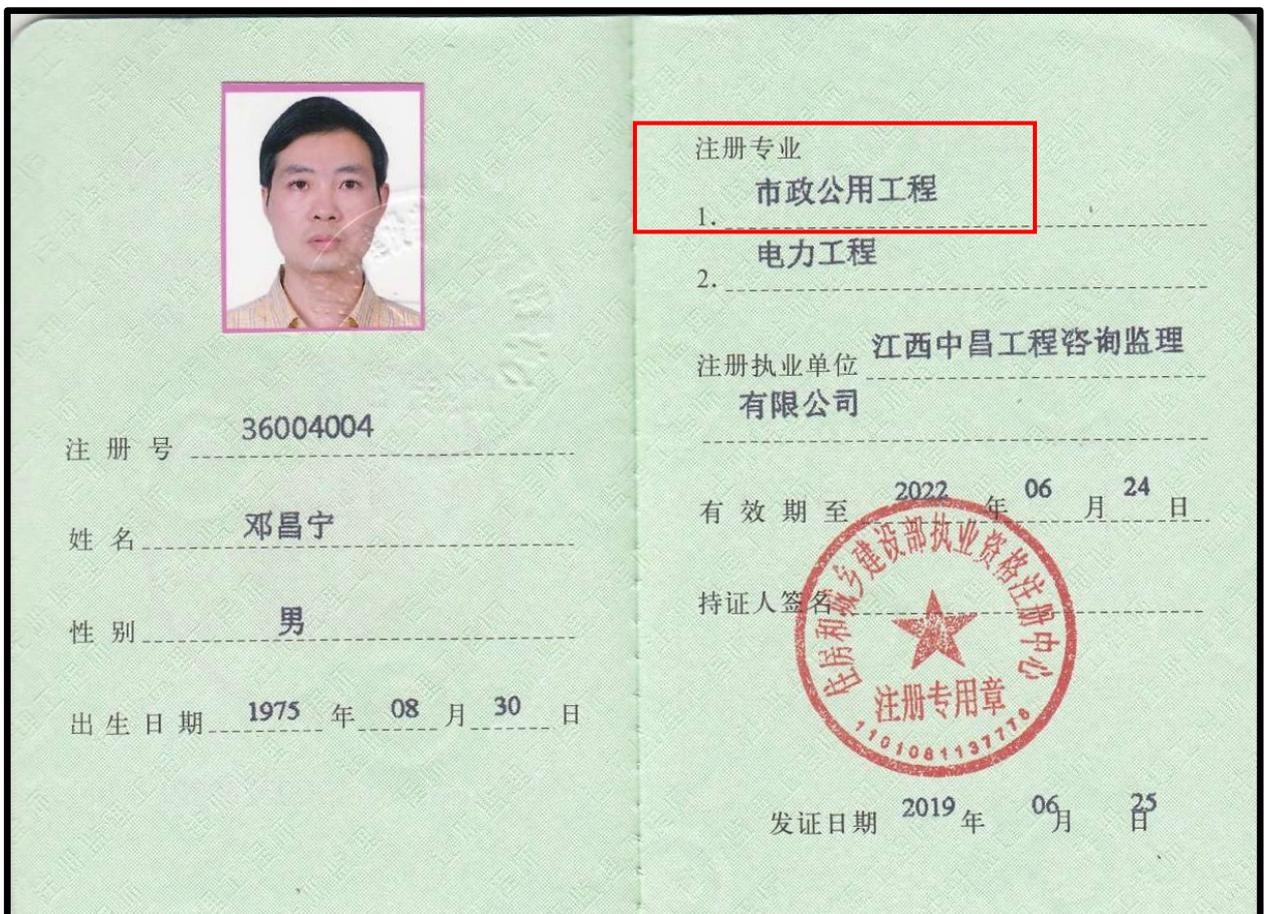 注册号 36004004
姓名 邓昌宁
性别 男
出生日期 1975 年 08 月 30 日
注册专业
1. 市政公用工程
2. 电力工程
注册执业单位 江西中昌工程咨询监理
有限公司
有效期至 2022 年 06 月 24 日
持证人签名
住房和城乡建设部执业资格注册中心
注册专用章
1101081137778
发证日期 2019 年 06 月 25 日